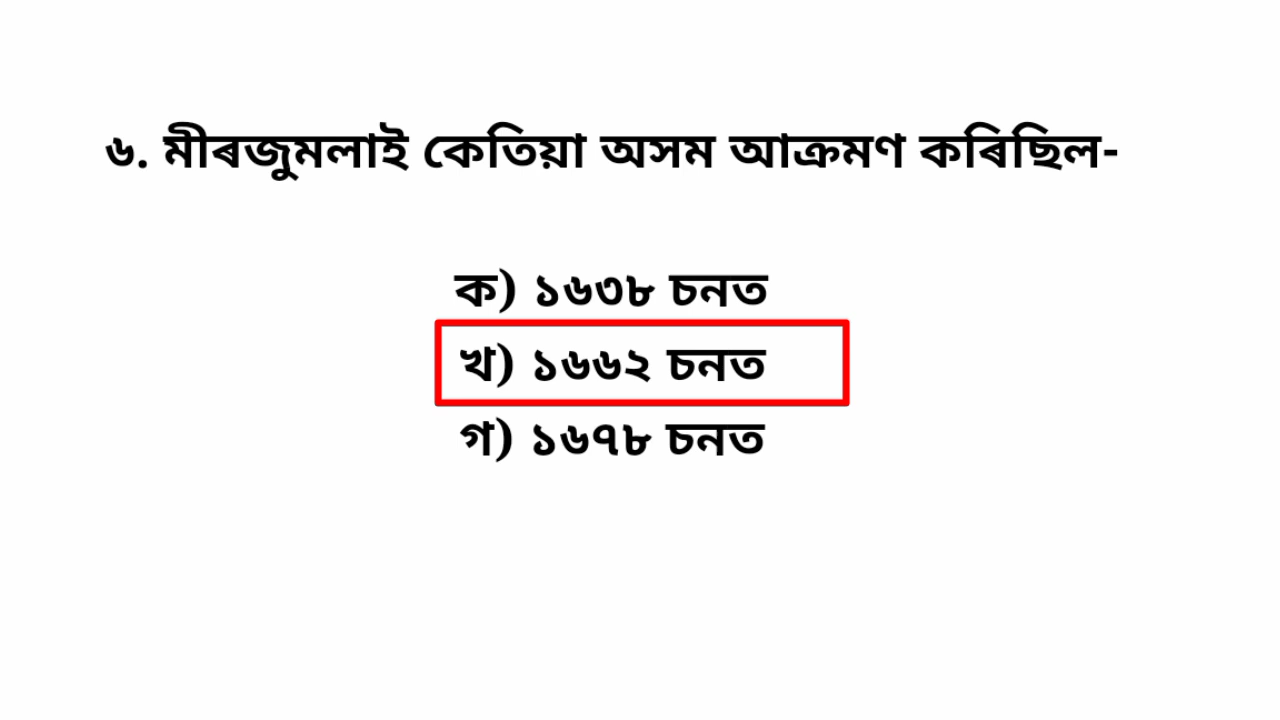 ৬. মীৰজুমলাই কেতিয়া অসম আক্ৰমণ কৰিছিল-
ক) ১৬৩৮ চনত
খ) ১৬৬২ চনত
গ) ১৬৭৮ চনত